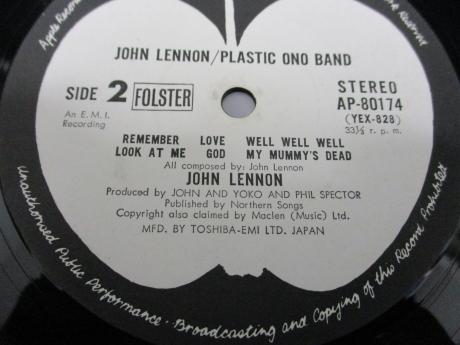 JOHN LENNON/PLASTIC ONO BAND
SIDE 2 FOLSTER
STEREO
AP-80174
(YEX-828)
33⅓ r. p. m.
An E. M. I.
Recording
REMEMBER LOVE WELL WELL WELL
LOOK AT ME GOD MY MUMMY'S DEAD
All composed by: John Lennon
JOHN LENNON
Produced by JOHN AND YOKO AND PHIL SPECTOR
Published by Northern Songs
Copyright also claimed by Maclen (Music) Ltd.
MFD. BY TOSHIBA-EMI LTD. JAPAN
Apple Records
Unauthorized Public Performance · Broadcasting and Copying of this Record Prohibited